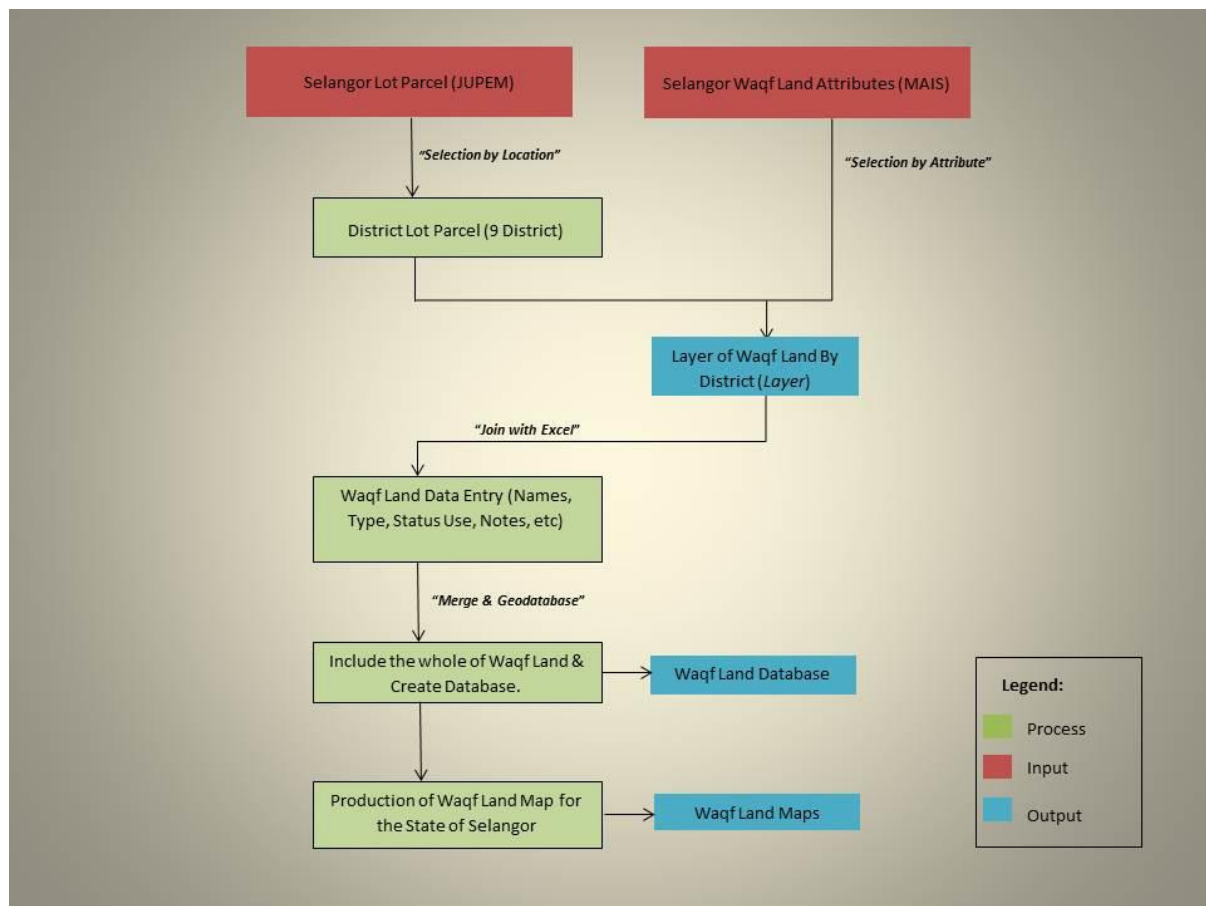 Selangor Lot Parcel (JUPEM)
Selangor Waqf Land Attributes (MAIS)
“Selection by Location”
“Selection by Attribute”
District Lot Parcel (9 District)
Layer of Waqf Land By
District (Layer)
“Join with Excel”
Waqf Land Data Entry (Names,
Type, Status Use, Notes, etc)
“Merge & Geodatabase”
Include the whole of Waqf Land &
Create Database.
Waqf Land Database
Production of Waqf Land Map for
the State of Selangor
Waqf Land Maps
Legend:
Process
Input
Output